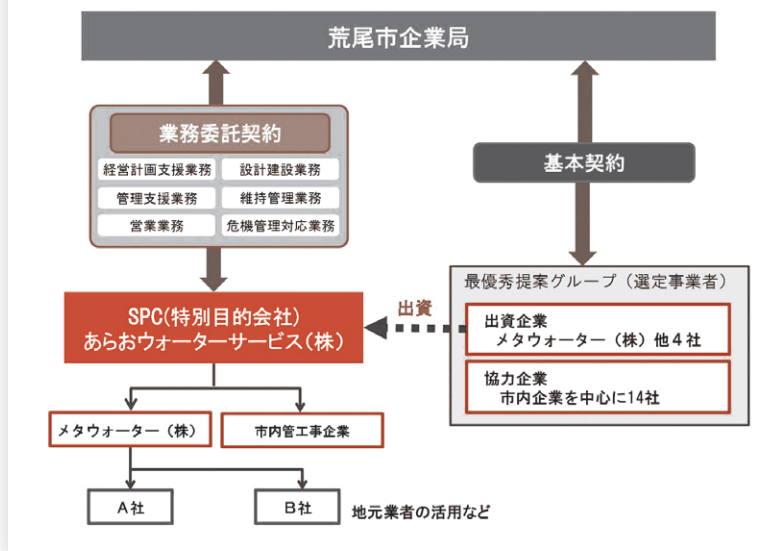 荒尾市企業局
業務委託契約
経営計画支援業務
設計建設業務
管理支援業務
維持管理業務
営業業務
危機管理対応業務
基本契約
最優秀提案グループ（選定事業者）
出資企業
メタウォーター（株）他４社
協力企業
市内企業を中心に14社
出資
SPC(特別目的会社)
あらおウォーターサービス(株)
メタウォーター（株）
市内管工事企業
A社
B社
地元業者の活用など